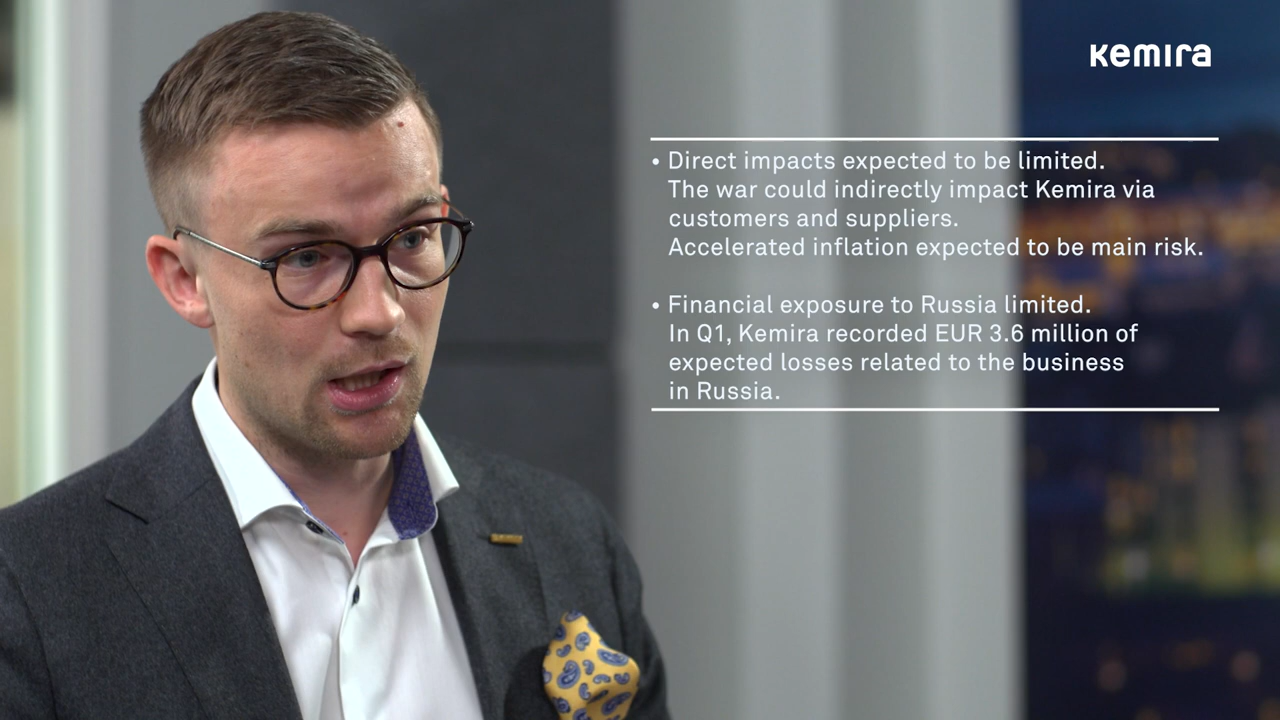 kemira
• Direct impacts expected to be limited.
The war could indirectly impact Kemira via
customers and suppliers.
Accelerated inflation expected to be main risk.
• Financial exposure to Russia limited.
In Q1, Kemira recorded EUR 3.6 million of
expected losses related to the business
in Russia.